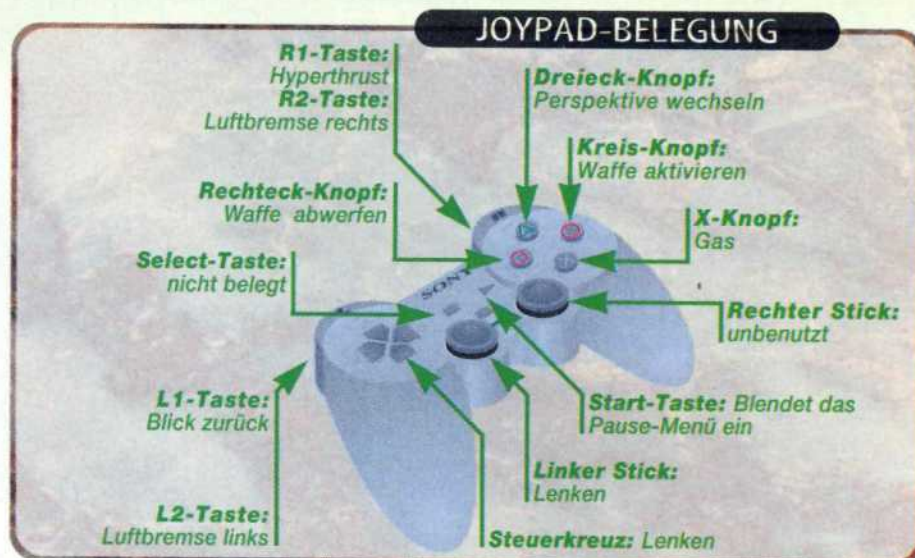 JOYPAD-BELEGUNG
R1-Taste:
Hyperthrust
R2-Taste:
Luftbremse rechts
Dreieck-Knopf:
Perspektive wechseln
Kreis-Knopf:
Waffe aktivieren
Rechteck-Knopf:
Waffe abwerfen
X-Knopf:
Gas
Select-Taste:
nicht belegt
SONY
Rechter Stick:
unbenutzt
L1-Taste:
Blick zurück
Start-Taste: Blendet das
Pause-Menü ein
Linker Stick:
Lenken
L2-Taste:
Luftbremse links
Steuerkreuz: Lenken